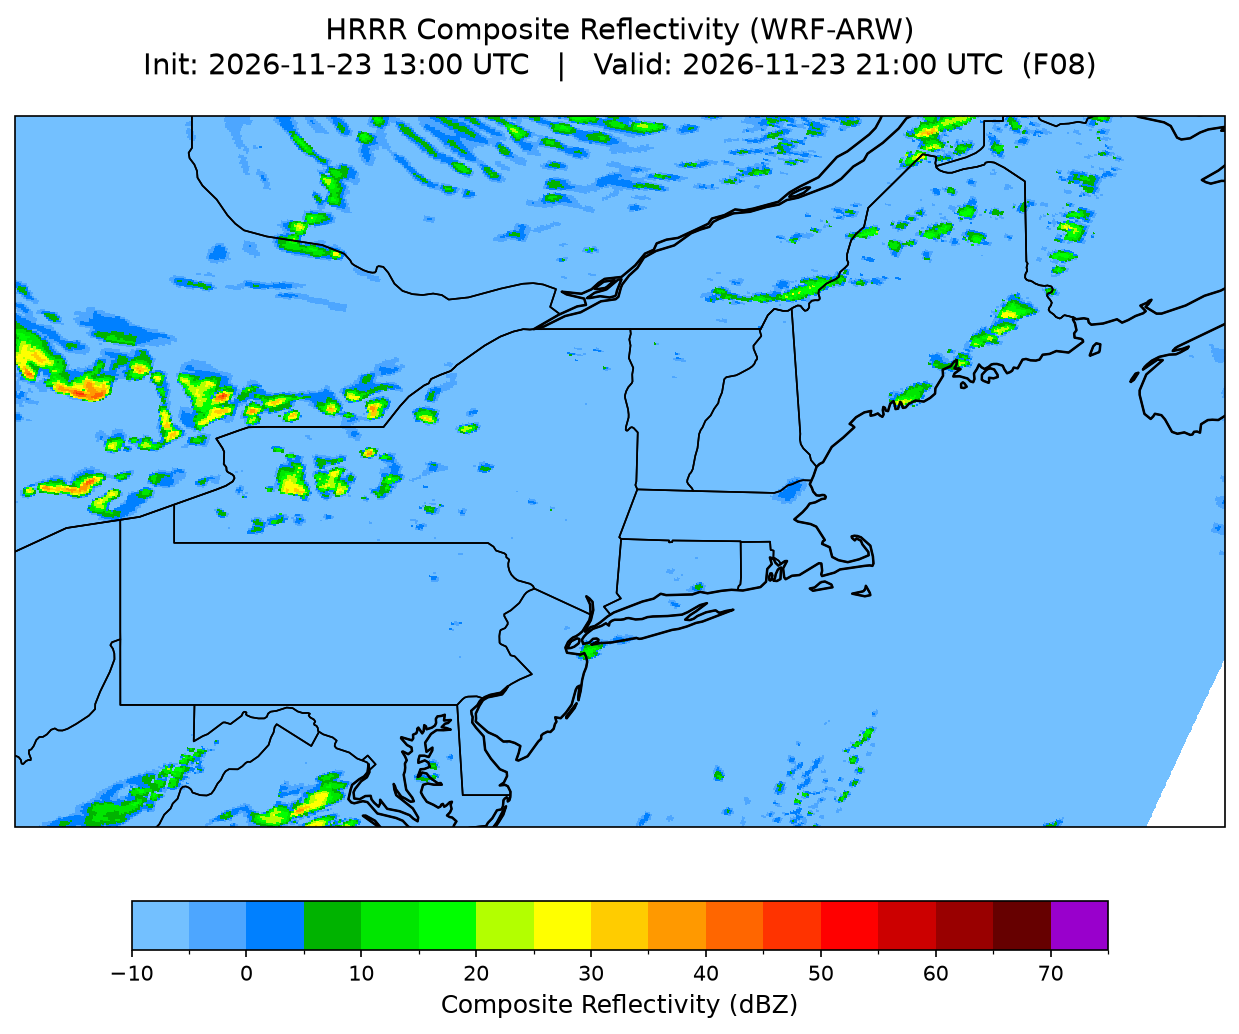 HRRR Composite Reflectivity (WRF-ARW)
Init: 2026-11-23 13:00 UTC   |   Valid: 2026-11-23 21:00 UTC  (F08)
−10 0 10 20 30 40 50 60 70
Composite Reflectivity (dBZ)